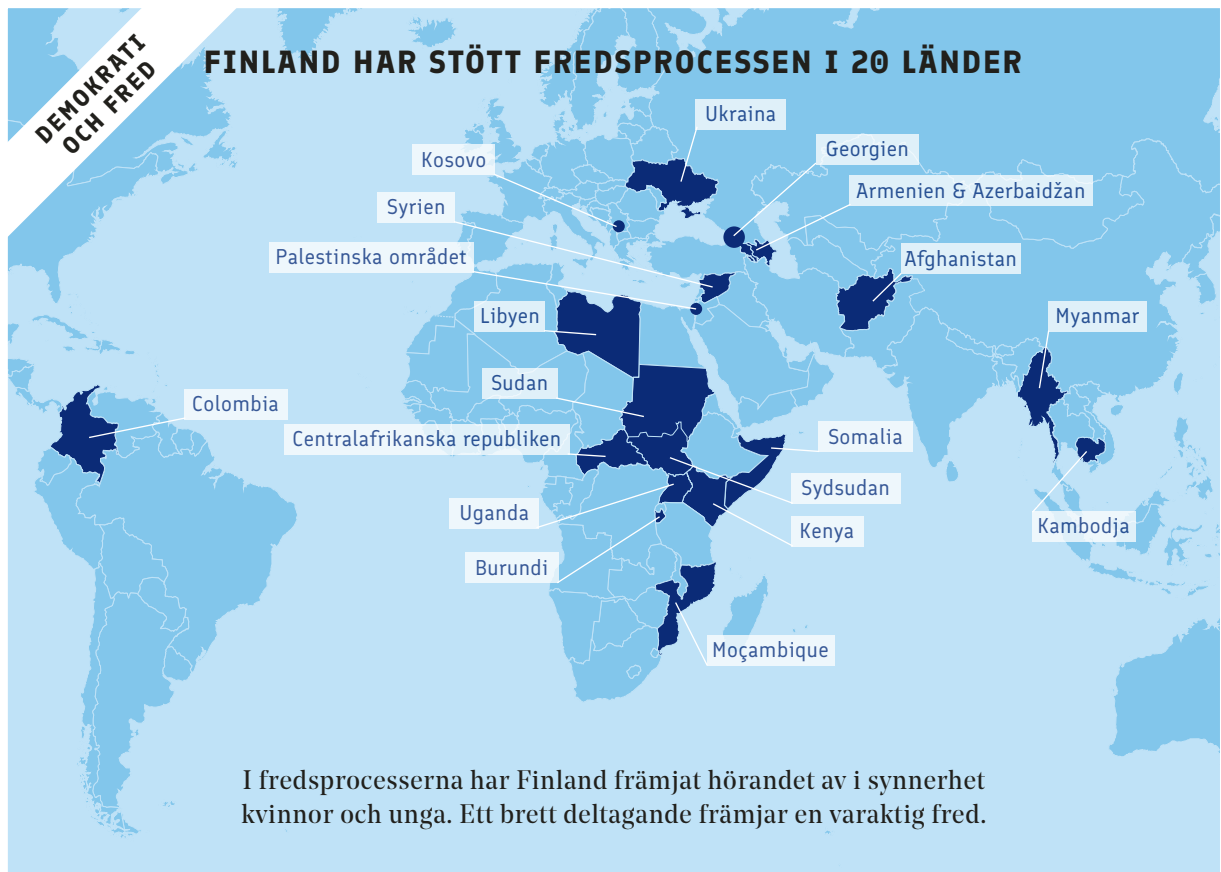 DEMOKRATI
OCH FRED
FINLAND HAR STÖTT FREDSPROCESSEN I 20 LÄNDER
Ukraina
Georgien
Kosovo
Armenien & Azerbaidžan
Syrien
Palestinska området
Afghanistan
Libyen
Myanmar
Sudan
Colombia
Centralafrikanska republiken
Somalia
Sydsudan
Uganda
Kenya
Kambodja
Burundi
Moçambique
I fredsprocesserna har Finland främjat hörandet av i synnerhet
kvinnor och unga. Ett brett deltagande främjar en varaktig fred.